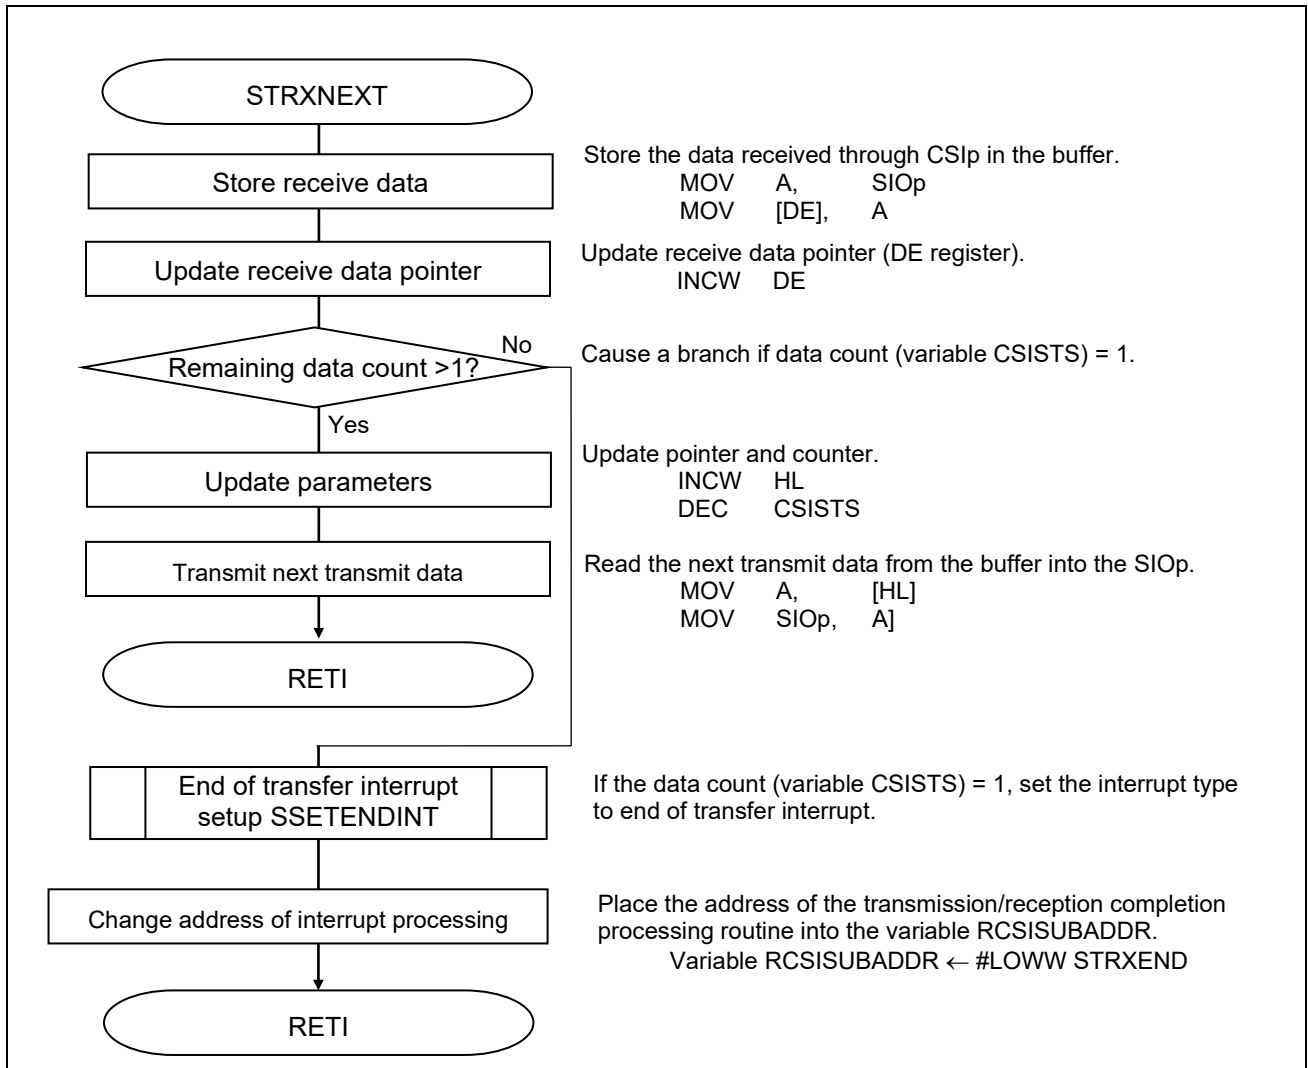 STRXNEXT
Store receive data
Store the data received through CSIp in the buffer.
MOV A, SIOp
MOV [DE], A
Update receive data pointer
Update receive data pointer (DE register).
INCW DE
Remaining data count >1?
No
Cause a branch if data count (variable CSISTS) = 1.
Yes
Update parameters
Update pointer and counter.
INCW HL
DEC CSISTS
Transmit next transmit data
Read the next transmit data from the buffer into the SIOp.
MOV A, [HL]
MOV SIOp, A]
RETI
End of transfer interrupt
setup SSETENDINT
If the data count (variable CSISTS) = 1, set the interrupt type
to end of transfer interrupt.
Change address of interrupt processing
Place the address of the transmission/reception completion
processing routine into the variable RCSISUBADDR.
Variable RCSISUBADDR ← #LOWW STRXEND
RETI